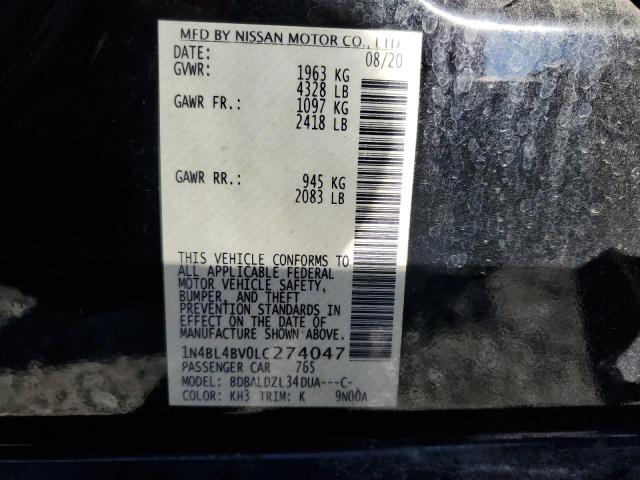 MFD BY NISSAN MOTOR CO., LTD
DATE: 08/20
GVWR: 1963 KG
4328 LB
GAWR FR.: 1097 KG
2418 LB
GAWR RR.: 945 KG
2083 LB
THIS VEHICLE CONFORMS TO
ALL APPLICABLE FEDERAL
MOTOR VEHICLE SAFETY,
BUMPER, AND THEFT
PREVENTION STANDARDS IN
EFFECT ON THE DATE OF
MANUFACTURE SHOWN ABOVE.
1N4BL4BV0LC274047
PASSENGER CAR 765
MODEL: BDBALDZL34DUA---C-
COLOR: KH3 TRIM: K 9N00A